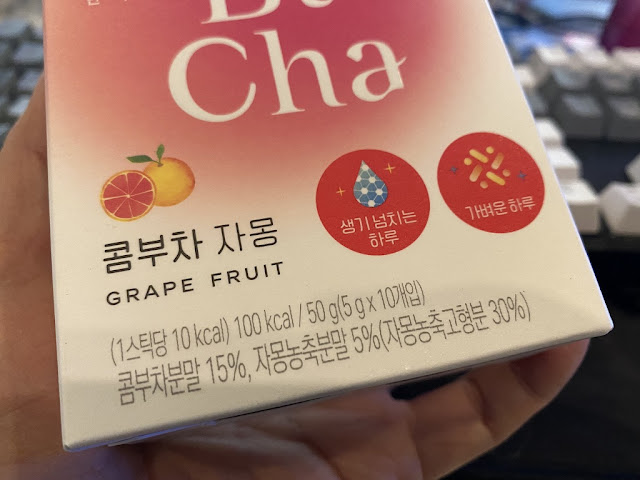 Cha
콤부차 자몽
GRAPE FRUIT
생기 넘치는
하루
가벼운 하루
(1스틱당 10 kcal) 100 kcal / 50 g(5 g x 10개입)
콤부차분말 15%, 자몽농축분말 5%(자몽농축고형분 30%)